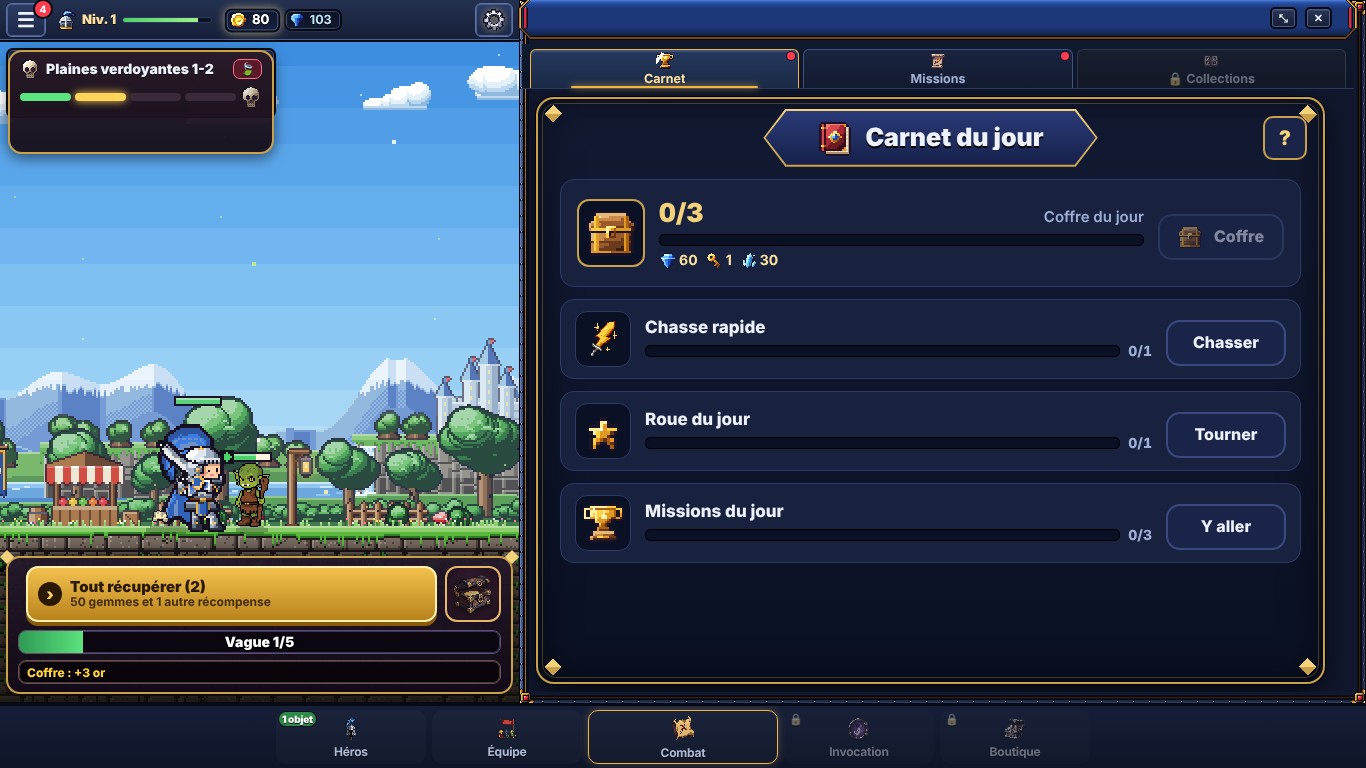 4
Niv. 1
80
103
Plaines verdoyantes 1-2
Carnet
Missions
Collections
Carnet du jour
?
0/3
Coffre du jour
60
1
30
Coffre
Chasse rapide
0/1
Chasser
Roue du jour
0/1
Tourner
Missions du jour
0/3
Y aller
Tout récupérer (2)
50 gemmes et 1 autre récompense
Vague 1/5
Coffre : +3 or
1 objet
Héros
Équipe
Combat
Invocation
Boutique